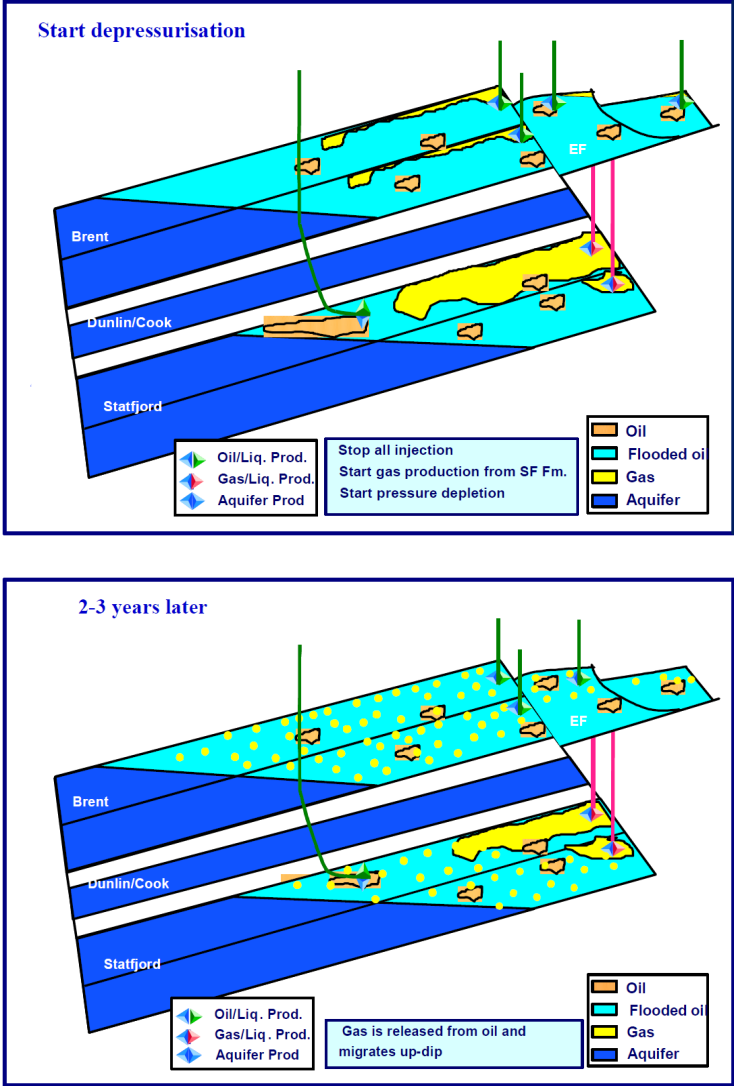 Start depressurisation
EF
Brent
Dunlin/Cook
Statfjord
Oil/Liq. Prod.
Gas/Liq. Prod.
Aquifer Prod
Stop all injection
Start gas production from SF Fm.
Start pressure depletion
Oil
Flooded oil
Gas
Aquifer
2-3 years later
EF
Brent
Dunlin/Cook
Statfjord
Oil/Liq. Prod.
Gas/Liq. Prod.
Aquifer Prod
Gas is released from oil and
migrates up-dip
Oil
Flooded oil
Gas
Aquifer